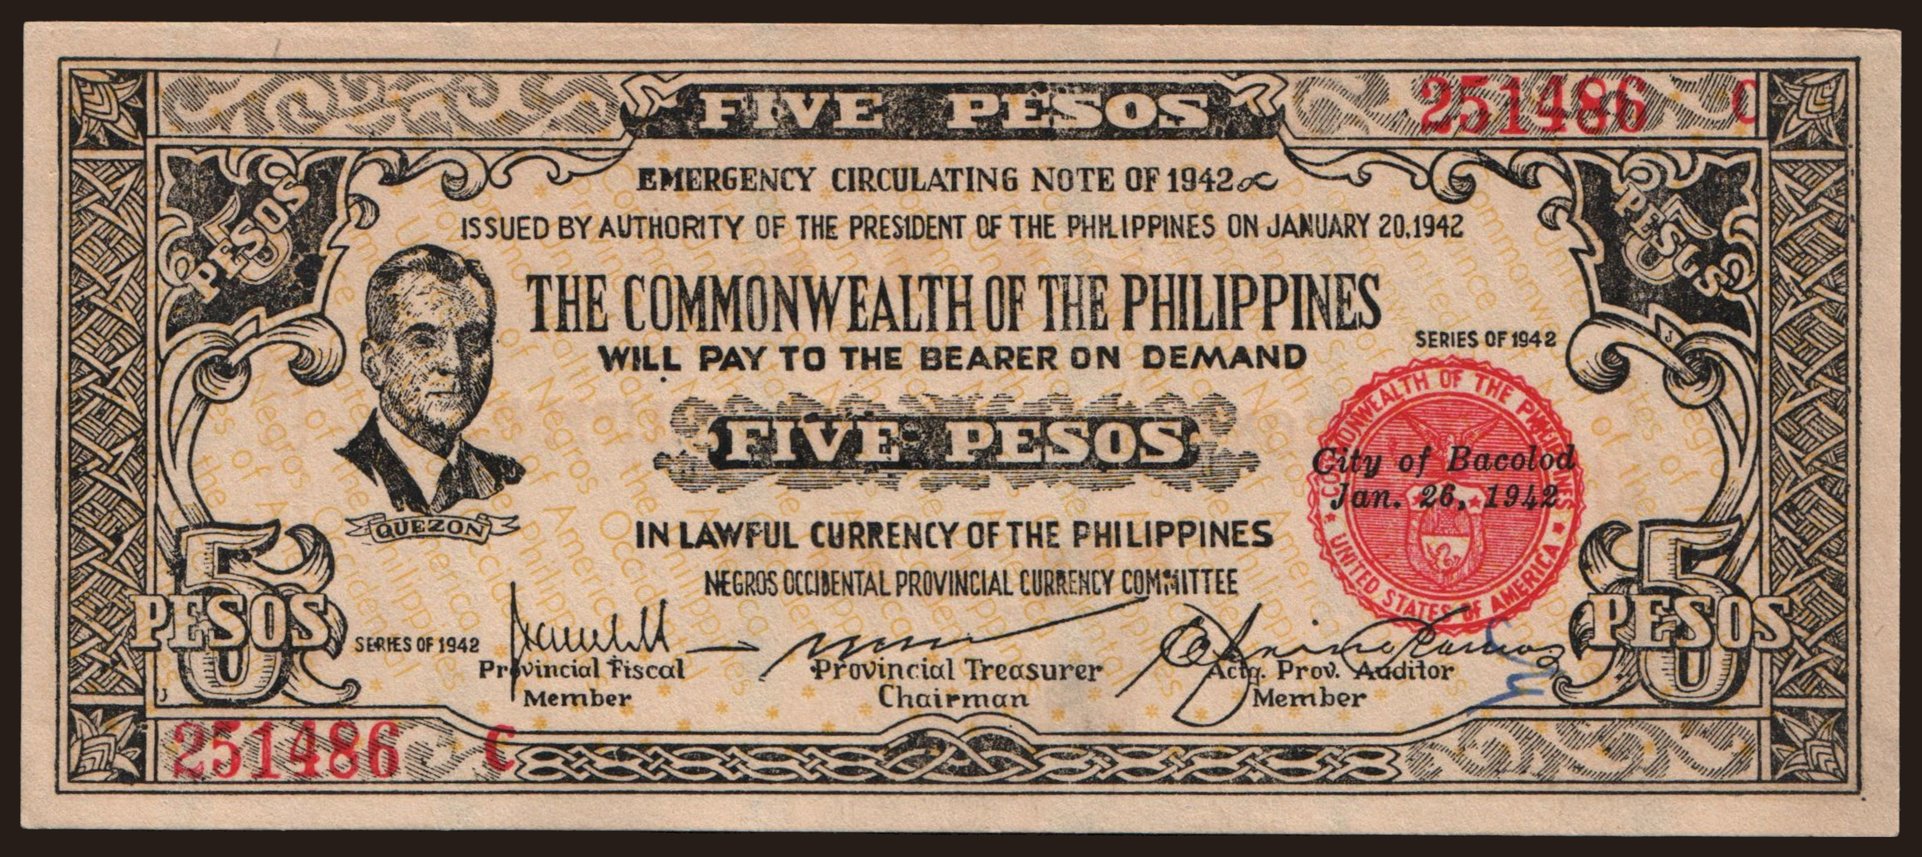 FIVE PESOS
251486 C
EMERGENCY CIRCULATING NOTE OF 1942
ISSUED BY AUTHORITY OF THE PRESIDENT OF THE PHILIPPINES ON JANUARY 20, 1942
5 PESOS
5 PESOS
THE COMMONWEALTH OF THE PHILIPPINES
WILL PAY TO THE BEARER ON DEMAND
SERIES OF 1942
FIVE PESOS
COMMONWEALTH OF THE PHILIPPINES
City of Bacolod
Jan. 26, 1942
UNITED STATES OF AMERICA
QUEZON
IN LAWFUL CURRENCY OF THE PHILIPPINES
NEGROS OCCIDENTAL PROVINCIAL CURRENCY COMMITTEE
5 PESOS
5 PESOS
SERIES OF 1942
Provincial Fiscal
Member
Provincial Treasurer
Chairman
Actg. Prov. Auditor
Member
251486 C